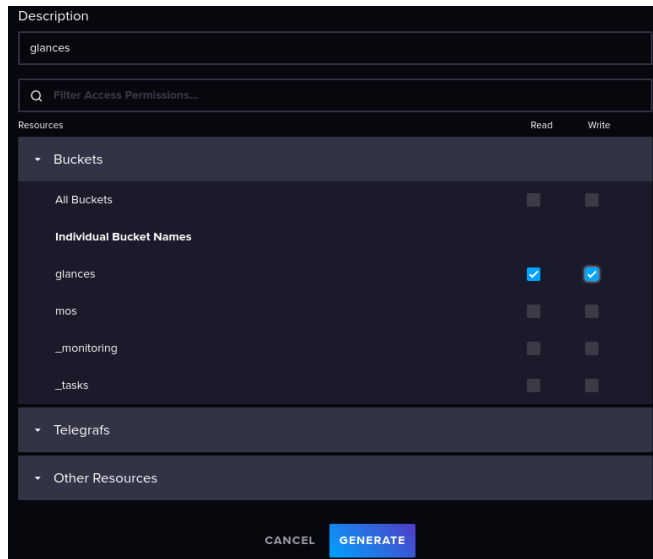 Description
glances
Filter Access Permissions...
Resources Read Write
Buckets
All Buckets
Individual Bucket Names
glances
mos
_monitoring
_tasks
Telegrafs
Other Resources
CANCEL GENERATE